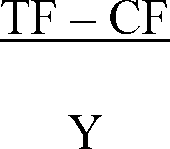 TF – CF
Y